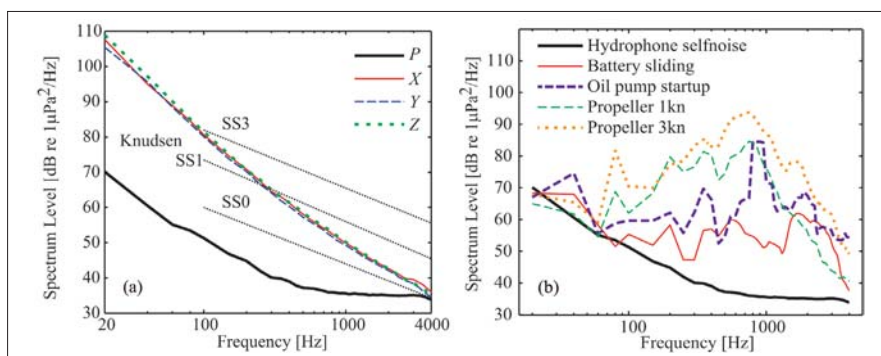 110
100
90
80
70
60
50
40
30
Spectrum Level [dB re 1µPa²/Hz]
P
X
Y
Z
SS3
Knudsen
SS1
SS0
(a)
20
100
1000
4000
Frequency [Hz]
110
100
90
80
70
60
50
40
30
Spectrum Level [dB re 1µPa²/Hz]
Hydrophone selfnoise
Battery sliding
Oil pump startup
Propeller 1kn
Propeller 3kn
(b)
100
1000
Frequency [Hz]